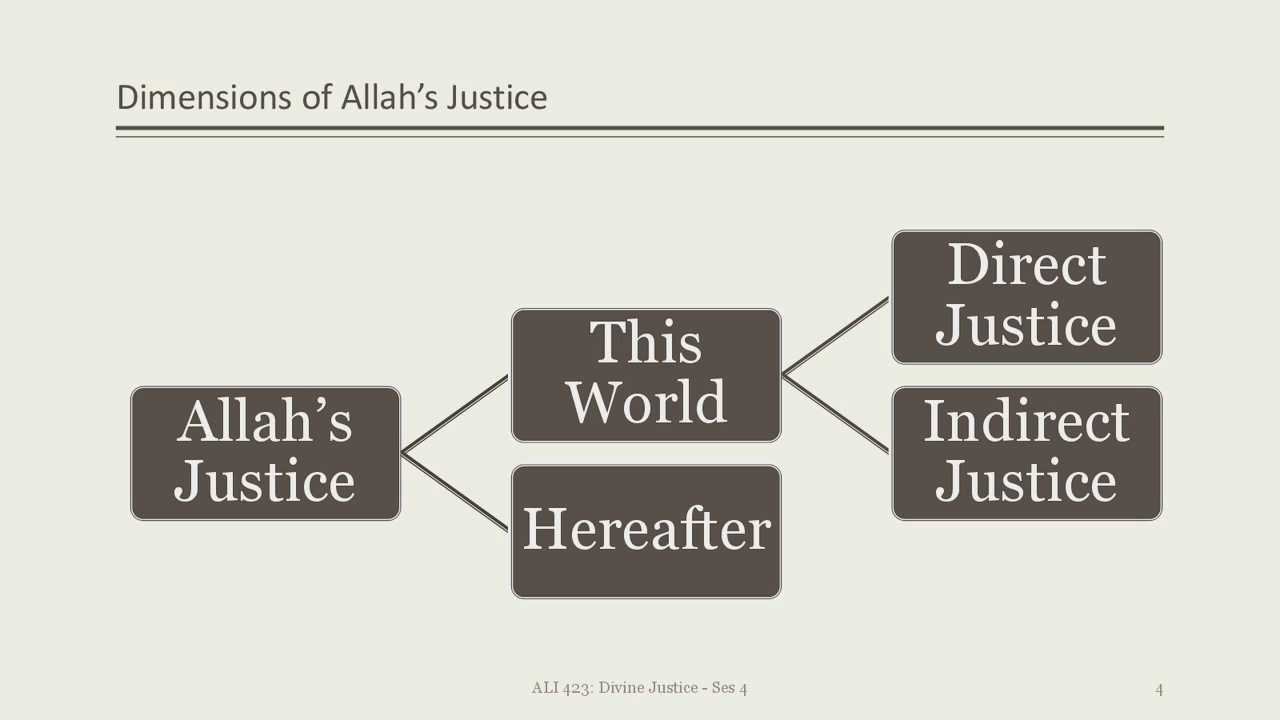 Dimensions of Allah’s Justice
Allah’s
Justice
This
World
Hereafter
Direct
Justice
Indirect
Justice
ALI 423: Divine Justice - Ses 4
4